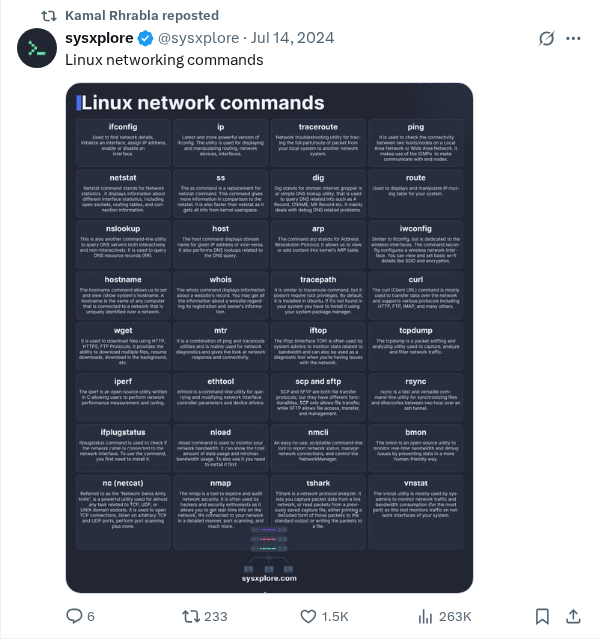 Kamal Rhrabla reposted
sysxplore @sysxplore · Jul 14, 2024
Linux networking commands
Linux network commands
ifconfig
Used to find network details,
initialize an interface, assign IP address,
enable or disable an
interface.
ip
Latest and more powerful version of
ifconfig. The utility is used for displaying
and manipulating routing, network
devices, interfaces.
traceroute
Network troubleshooting utility for trac-
ing the full path/route of packet from
your local system to another network
system.
ping
It is used to check the connectivity
between two hosts/nodes on a Local
Area Network or Wide Area Network. It
makes use of the ICMP to make
communicate with end nodes.
netstat
Netstat command stands for Network
statistics. It displays information about
different interface statistics, including
open sockets, routing tables, and con-
nection information.
ss
The ss command is a replacement for
netstat command. This command gives
more information in comparison to the
netstat. It is also faster than netstat as it
gets all info from kernel userspace.
dig
Dig stands for domain internet groper is
a simple DNS lookup utility, that is used
to query DNS related info such as A
Record, CNAME, MX Record etc. It mainly
deals with debug DNS related problems.
route
Used to displays and manipulate IP rout-
ing table for your system.
nslookup
This is also another command-line utility
to query DNS servers both interactively
and non-interactively. It is used to query
DNS resource records (RR).
host
The host command displays domain
name for given IP address or vice-versa.
It also performs DNS lookups related to
the DNS query.
arp
The command arp stands for Address
Resolution Protocol. It allows us to view
or add contents into kernel's ARP table.
iwconfig
Similar to ifconfig, but is dedicated to the
wireless interfaces. The command iwcon-
fig configures a wireless network inter-
face. You can view and set basic wi-fi
details like SSID and encryption.
hostname
The hostname command allows us to set
and view /show system's hostname. A
hostname is the name of any computer
that is connected to a network that is
uniquely identified over a network.
whois
The whois command displays information
about a website's record. You may get all
the information about a website regard-
ing its registration and owner's informa-
tion.
tracepath
It is similar to traceroute command, but it
doesn't require root privileges. By default,
it is installed in Ubuntu. If it's not found in
your system you have to install it using
your system package manager.
curl
The curl (Client URL) command is mostly
used to transfer data over the network
and supports various protocols including
HTTP, FTP, IMAP, and many others.
wget
It is used to download files using HTTP,
HTTPS, FTP Protocols. It provides the
ability to download multiple files, resume
downloads, download in the background,
etc.
mtr
It is a combination of ping and traceroute
utilities and is mainly used for network
diagnostics and gives live look at network
response and connectivity.
iftop
The iftop (Interface TOP) is often used by
system admins to monitor stats related to
bandwidth and can also be used as a
diagnostic tool when you're having issues
with the network.
tcpdump
The tcpdump is a packet sniffing and
analyzing utility used to capture, analyze
and filter network traffic.
iperf
The iperf is an open-source utility written
in C allowing users to perform network
performance measurement and tuning.
ethtool
ethtool is a command-line utility for que-
rying and modifying network interface
controller parameters and device drivers.
scp and sftp
SCP and SFTP are both file transfer
protocols, but they have different func-
tionalities. SCP only allows file transfer,
while SFTP allows file access, transfer,
and management.
rsync
rsync is a fast and versatile com-
mand-line utility for synchronizing files
and directories between two host over an
ssh tunnel.
ifplugstatus
ifplugstatus command is used to check if
the network cable is connected to the
network interface. To use the command,
you first need to install it.
nload
nload command is used to monitor your
network bandwidth. It can show the total
amount of data usage and min/max
bandwidth usage. To do use it you need
to install it first
nmcli
An easy-to-use, scriptable command-line
tool to report network status, manage
network connections, and control the
NetworkManager.
bmon
The bmon is an open-source utility to
monitor real-time bandwidth and debug
issues by presenting stats in a more
human-friendly way.
nc (netcat)
Referred to as the "Network Swiss Army
knife", is a powerful utility used for almost
any task related to TCP, UDP, or
UNIX-domain sockets. It is used to open
TCP connections, listen on arbitrary TCP
and UDP ports, perform port scanning
plus more.
nmap
The nmap is a tool to explore and audit
network security. It is often used by
hackers and security enthusiasts as it
allows you to get real-time info on the
network, IPs connected to your network
in a detailed manner, port scanning, and
much more.
tshark
TShark is a network protocol analyzer. It
lets you capture packet data from a live
network, or read packets from a previ-
ously saved capture file, either printing a
decoded form of those packets to the
standard output or writing the packets to
a file.
vnstat
The vnstat utility is mostly used by sys-
admins to monitor network traffic and
bandwidth consumption (for the most
part) as this tool monitors traffic on net-
work interfaces of your system.
sysxplore.com
6 233 1.5K 263K